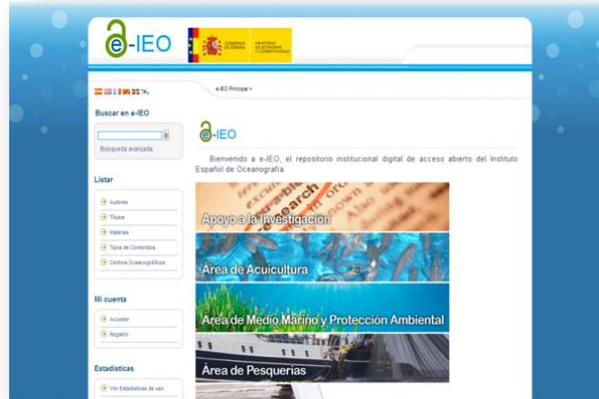 e-IEO
GOBIERNO
DE ESPAÑA
MINISTERIO
DE ECONOMÍA
Y COMPETITIVIDAD
e-IEO Principal >
Buscar en e-IEO
Búsqueda avanzada
Listar
Autores
Títulos
Materias
Tipos de Contenidos
Centros Oceanográficos
Mi cuenta
Acceder
Registro
Estadísticas
Ver Estadísticas de uso
e-IEO
Bienvenido a e-IEO, el repositorio institucional digital de acceso abierto del Instituto
Español de Oceanografía.
Apoyo a la Investigación
Área de Acuicultura
Área de Medio Marino y Protección Ambiental
Área de Pesquerías